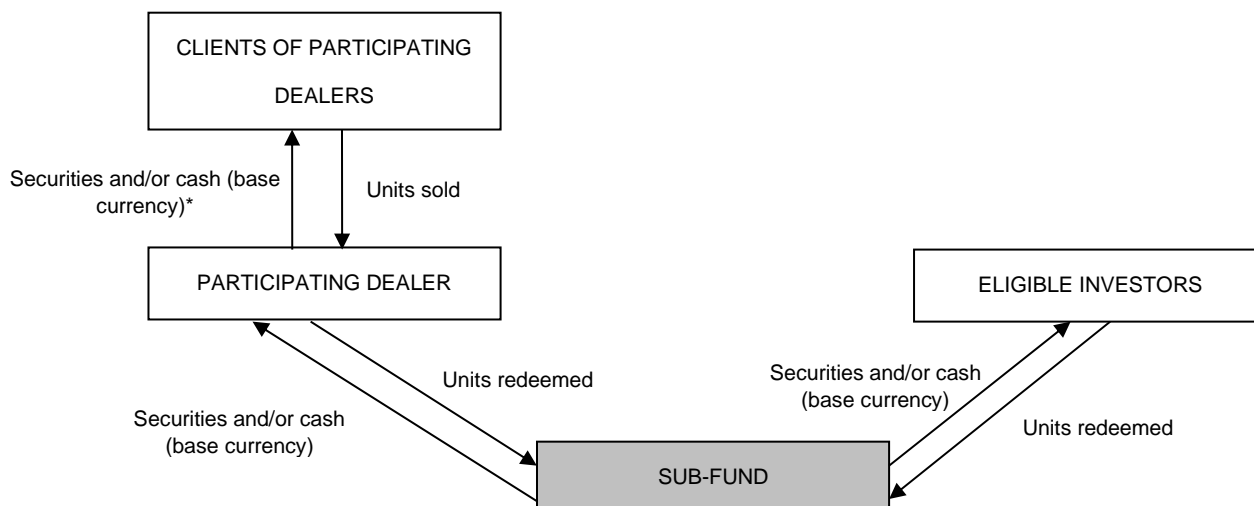 CLIENTS OF PARTICIPATING
DEALERS
Securities and/or cash (base
currency)*
Units sold
PARTICIPATING DEALER
ELIGIBLE INVESTORS
Units redeemed
Securities and/or cash
(base currency)
Securities and/or cash
(base currency)
Units redeemed
SUB-FUND